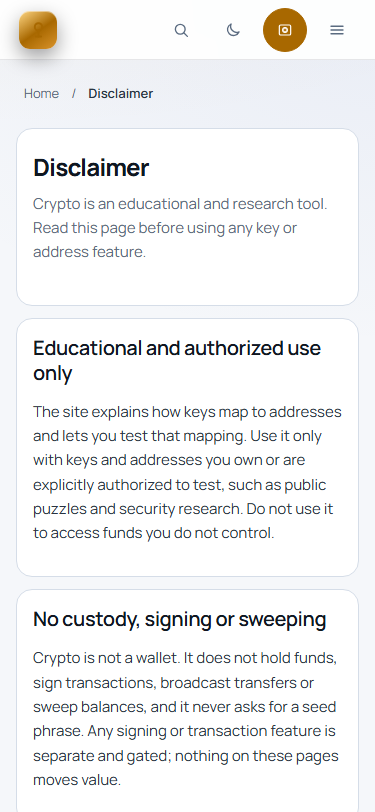 Home / Disclaimer
Disclaimer
Crypto is an educational and research tool.
Read this page before using any key or
address feature.
Educational and authorized use
only
The site explains how keys map to addresses
and lets you test that mapping. Use it only
with keys and addresses you own or are
explicitly authorized to test, such as public
puzzles and security research. Do not use it
to access funds you do not control.
No custody, signing or sweeping
Crypto is not a wallet. It does not hold funds,
sign transactions, broadcast transfers or
sweep balances, and it never asks for a seed
phrase. Any signing or transaction feature is
separate and gated; nothing on these pages
moves value.